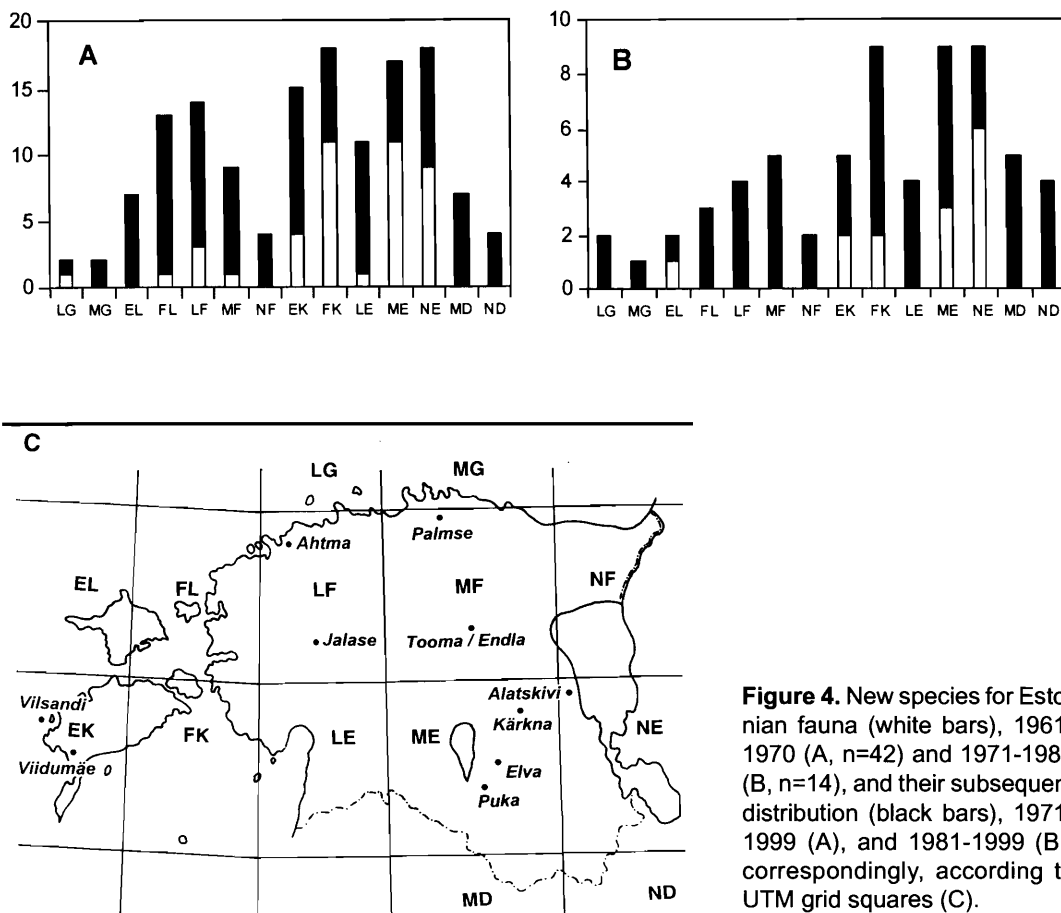 A
20
15
10
5
0
LG MG EL FL LF MF NF EK FK LE ME NE MD ND
B
10
8
6
4
2
0
LG MG EL FL LF MF NF EK FK LE ME NE MD ND
C
LG MG
Ahtma Palmse
EL FL LF MF NF
Jalase Tooma / Endla
Vilsandi Alatskivi
EK FK LE ME Kärkna NE
Viidumäe Elva
Puka
MD ND
Figure 4. New species for Esto-
nian fauna (white bars), 1961-
1970 (A, n=42) and 1971-198
(B, n=14), and their subsequen
distribution (black bars), 1971-
1999 (A), and 1981-1999 (B)
correspondingly, according t
UTM grid squares (C).